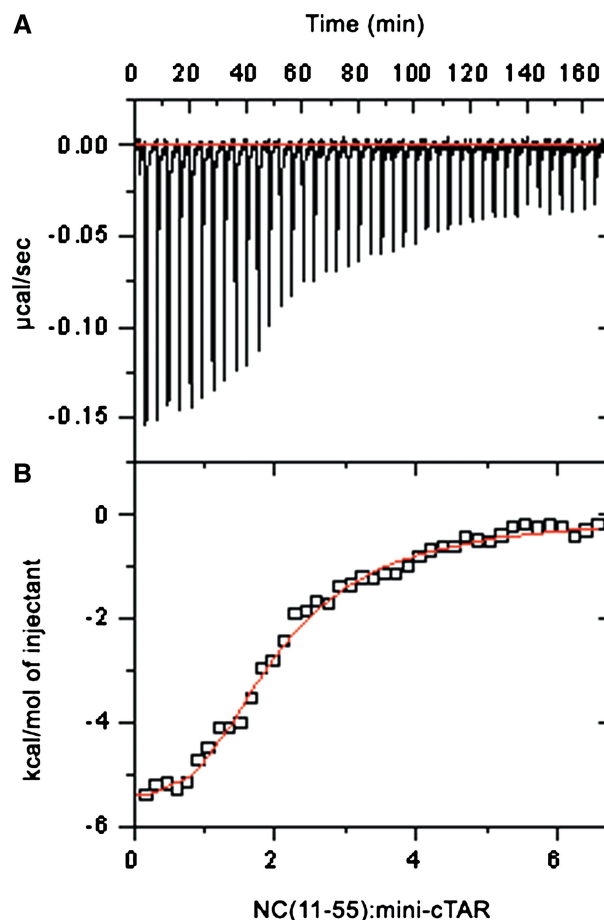 A
Time (min)
0 20 40 60 80 100 120 140 160
0.00
-0.05
-0.10
-0.15
µcal/sec
B
0
-2
-4
-6
kcal/mol of injectant
0 2 4 6
NC(11-55):mini-cTAR